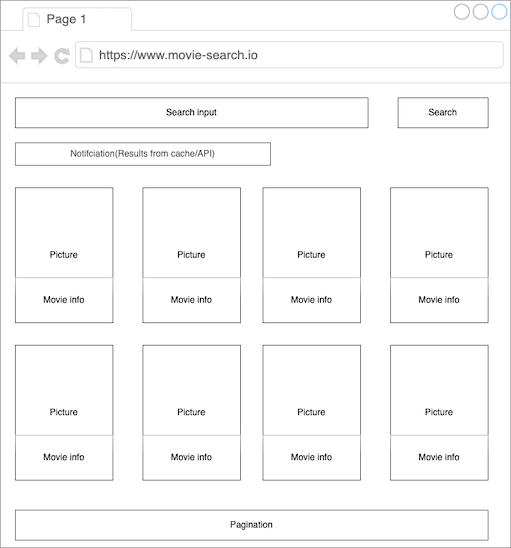 Page 1
https://www.movie-search.io
Search input
Search
Notifciation(Results from cache/API)
Picture
Picture
Picture
Picture
Movie info
Movie info
Movie info
Movie info
Picture
Picture
Picture
Picture
Movie info
Movie info
Movie info
Movie info
Pagination